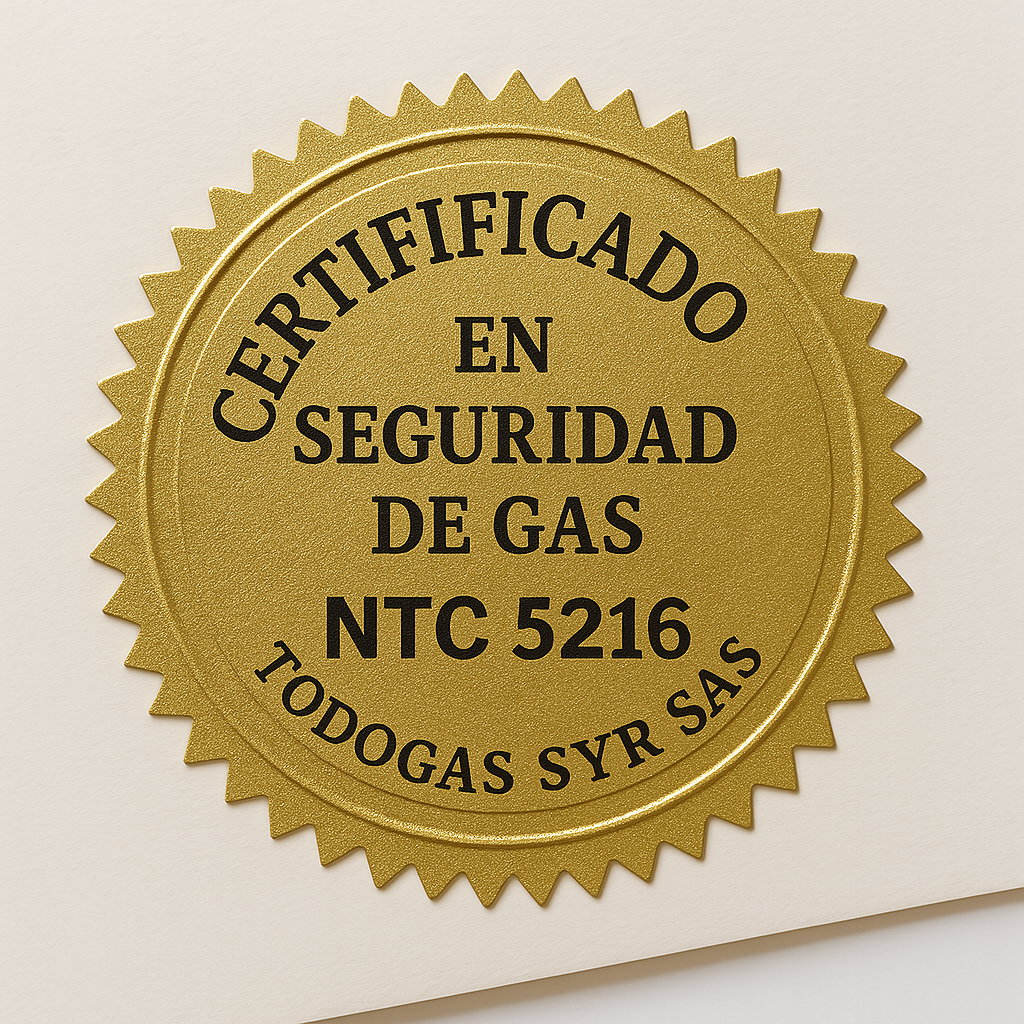 CERTIFIFICADO
EN
SEGURIDAD
DE GAS
NTC 5216
TODOGAS SYR SAS